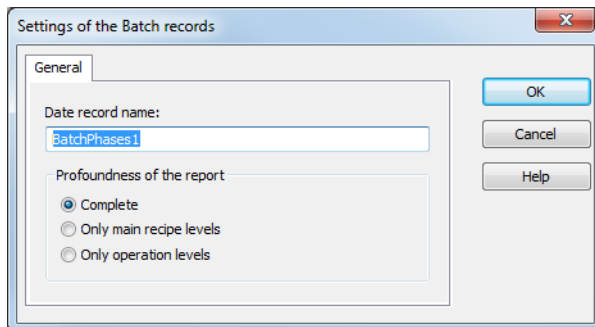 Settings of the Batch records
General
Date record name:
BatchPhases1
Profoundness of the report
Complete
Only main recipe levels
Only operation levels
OK
Cancel
Help